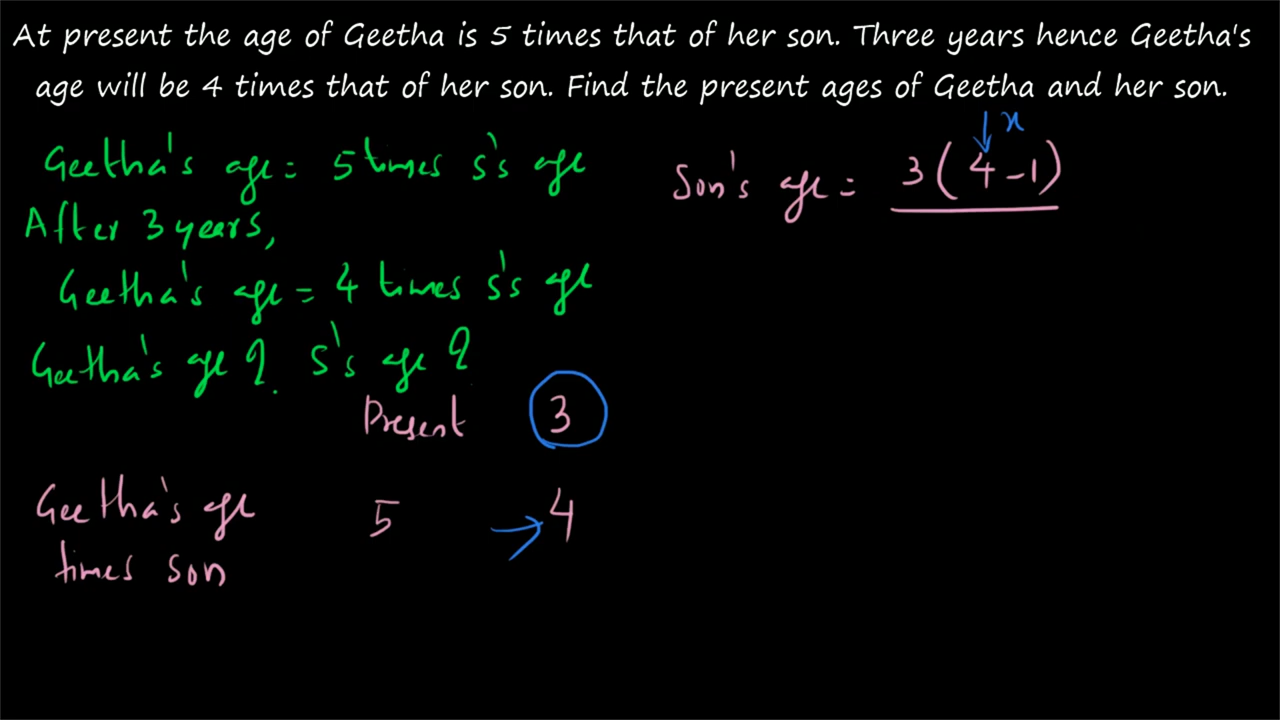 At present the age of Geetha is 5 times that of her son. Three years hence Geetha's
age will be 4 times that of her son. Find the present ages of Geetha and her son.
Geetha's age = 5 times s's age
After 3 years,
Geetha's age = 4 times s's age
Geetha's age ? S's age ?
Present 3
Geetha's age 5 → 4
times son
x
Son's age = 3(4-1)